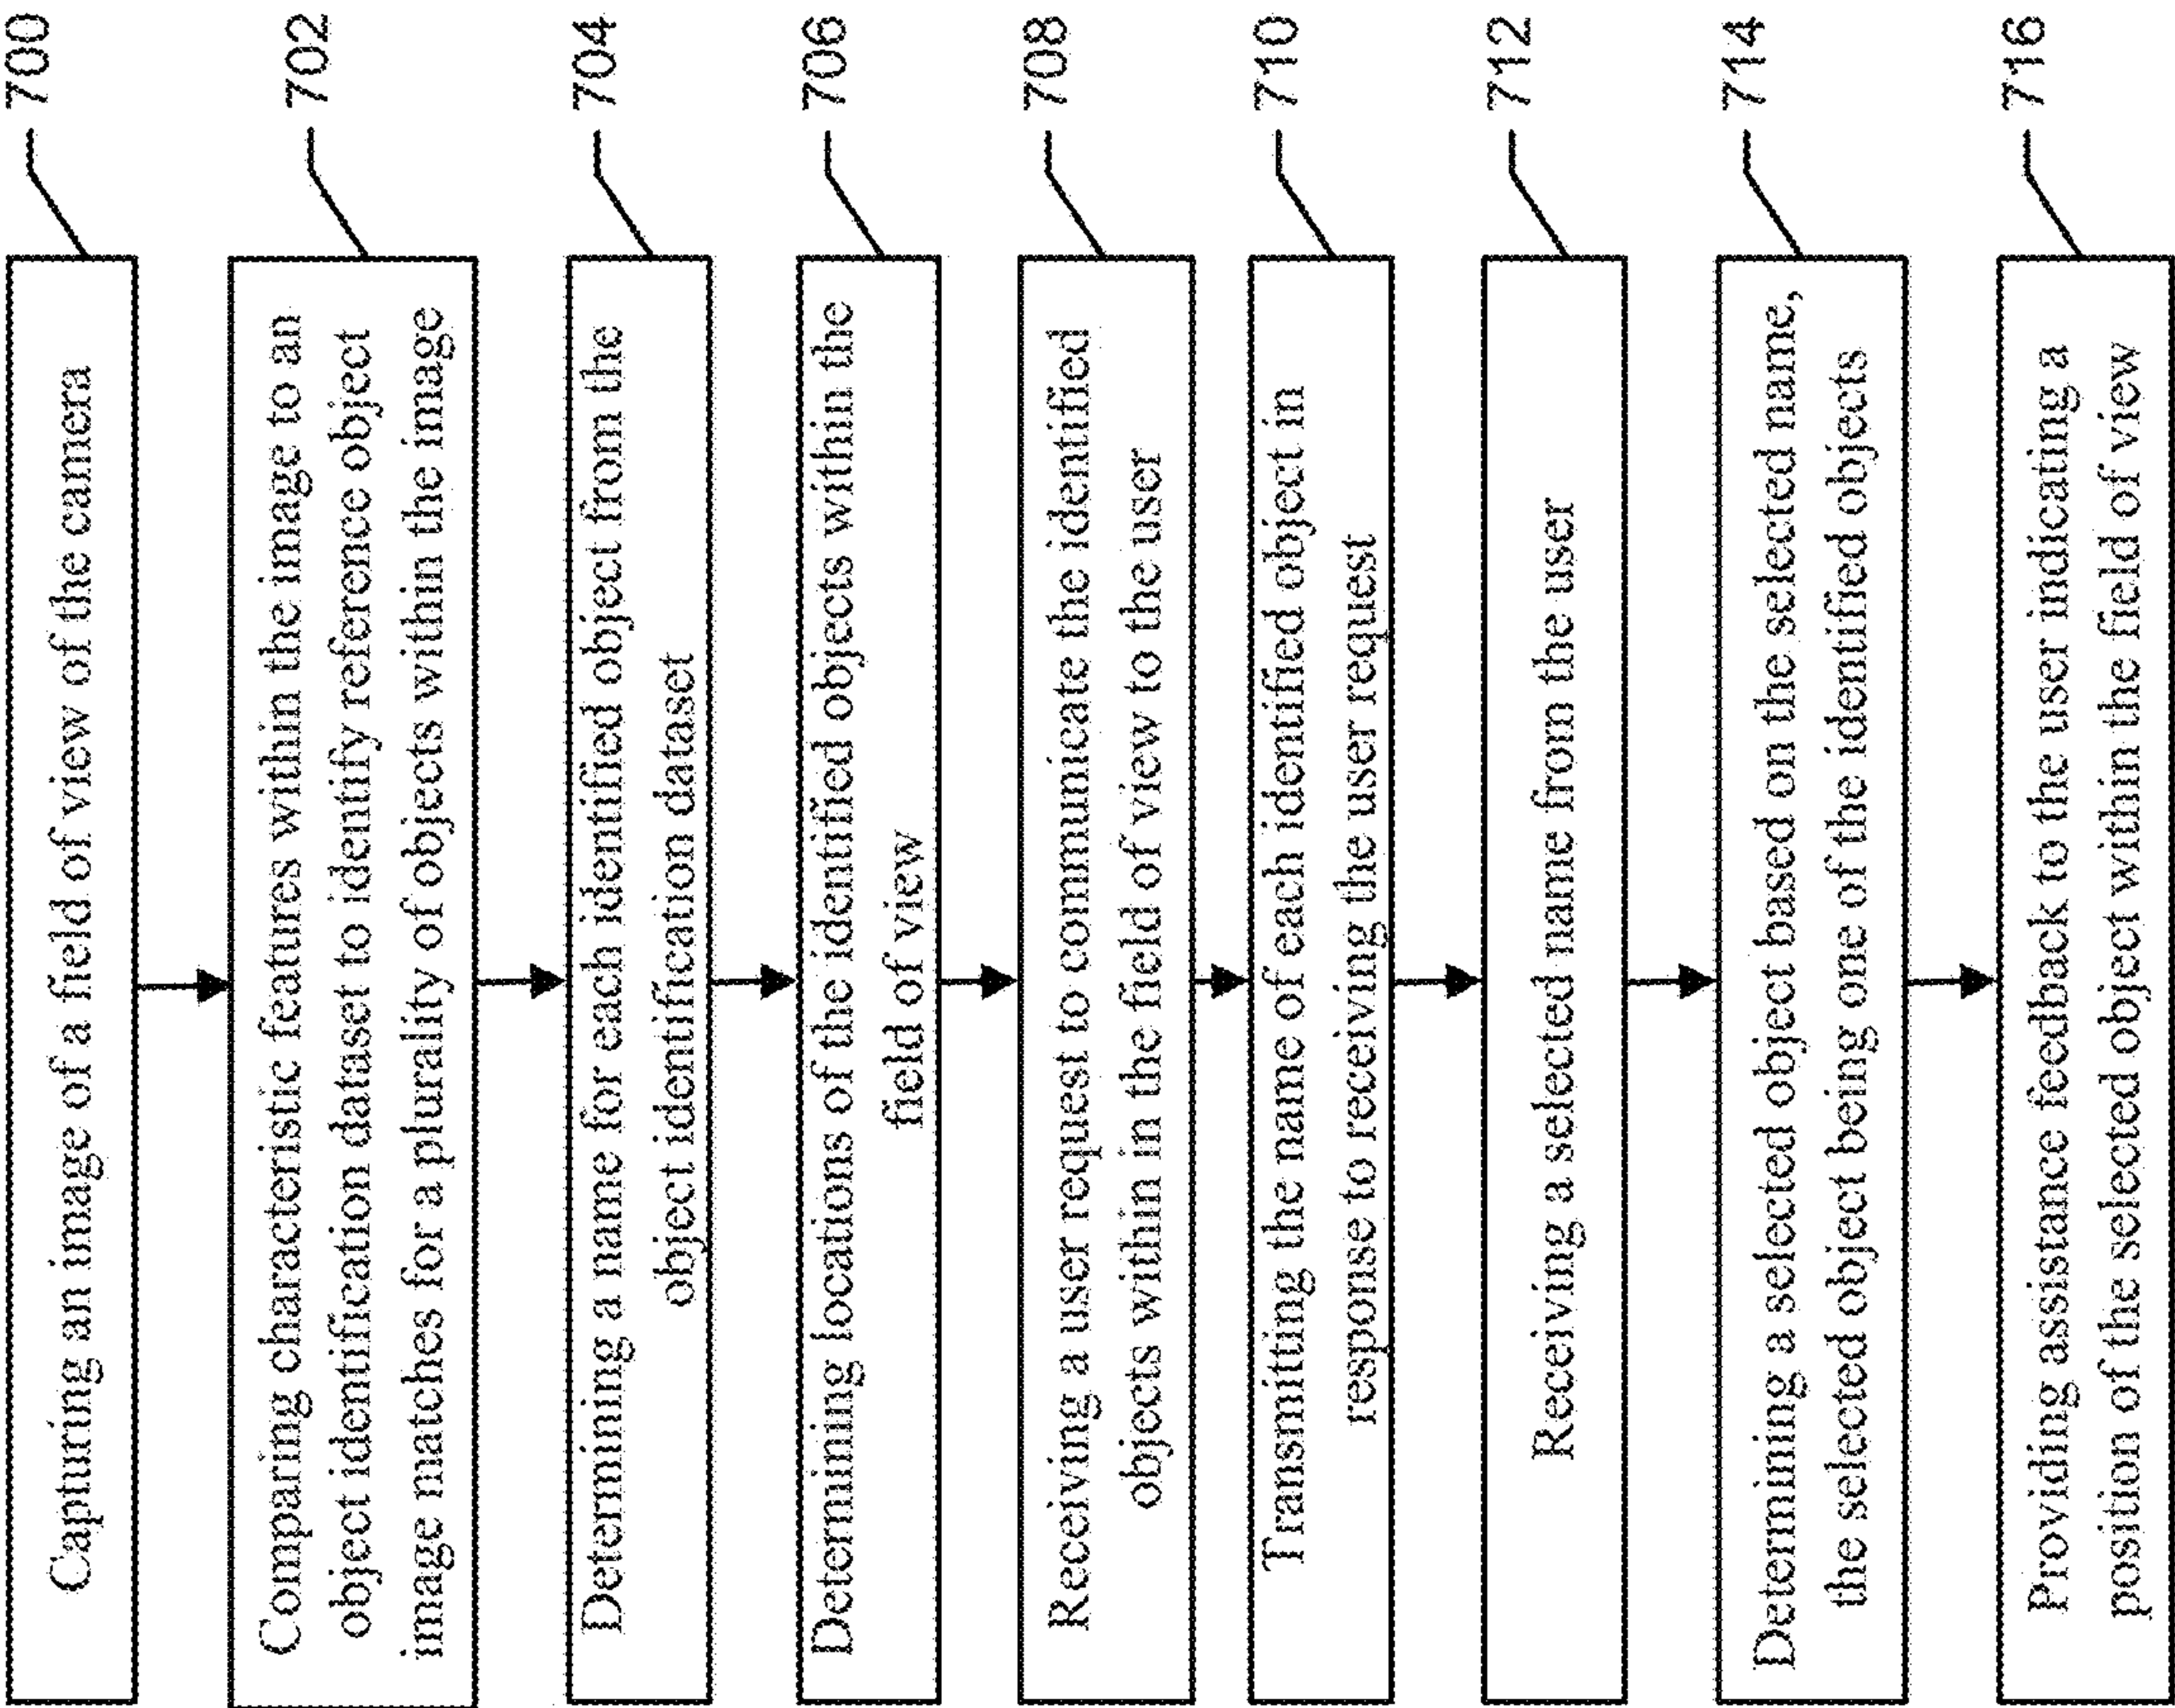 Capturing an image of a field of view of the camera
700
Comparing characteristic features within the image to an
object identification dataset to identify reference object
image matches for a plurality of objects within the image
702
Determining a name for each identified object from the
object identification dataset
704
Determining locations of the identified objects within the
field of view
706
Receiving a user request to communicate the identified
objects within in the field of view to the user
708
Transmitting the name of each identified object in
response to receiving the user request
710
Receiving a selected name from the user
712
Determining a selected object based on the selected name,
the selected object being one of the identified objects
714
Providing assistance feedback to the user indicating a
position of the selected object within the field of view
716